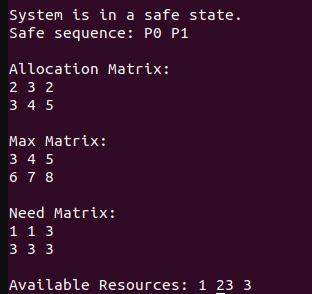 System is in a safe state.
Safe sequence: P0 P1
Allocation Matrix:
2 3 2
3 4 5
Max Matrix:
3 4 5
6 7 8
Need Matrix:
1 1 3
3 3 3
Available Resources: 1 23 3